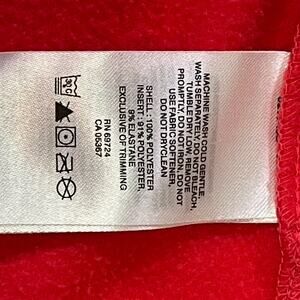 MACHINE WASH COLD GENTLE.
WASH SEPARATELY. DO NOT BLEACH,
TUMBLE DRY LOW, REMOVE
PROMPTLY. DO NOT IRON, DO NOT
USE FABRIC SOFTENER,
DO NOT DRYCLEAN
SHELL: 100% POLYESTER
INSERT: 91% POLYESTER
9% ELASTANE
EXCLUSIVE OF TRIMMING
RN 69724
CA 05367